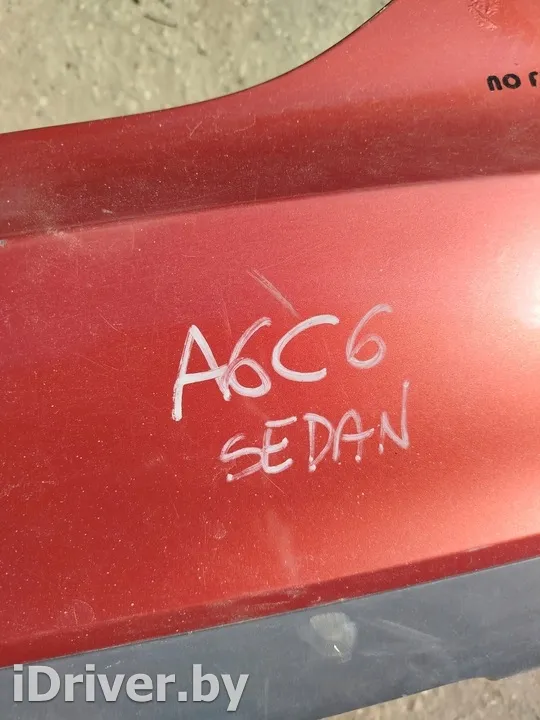 no
A6C6
SEDAN
iDriver.by